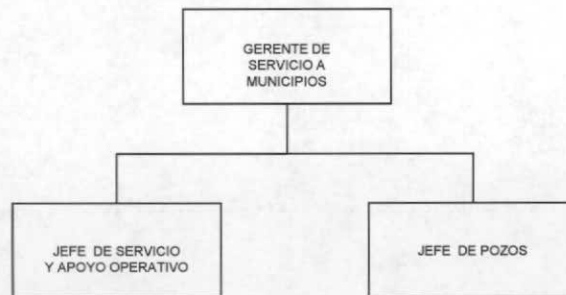 GERENTE DE
SERVICIO A
MUNICIPIOS
JEFE DE SERVICIO
Y APOYO OPERATIVO
JEFE DE POZOS